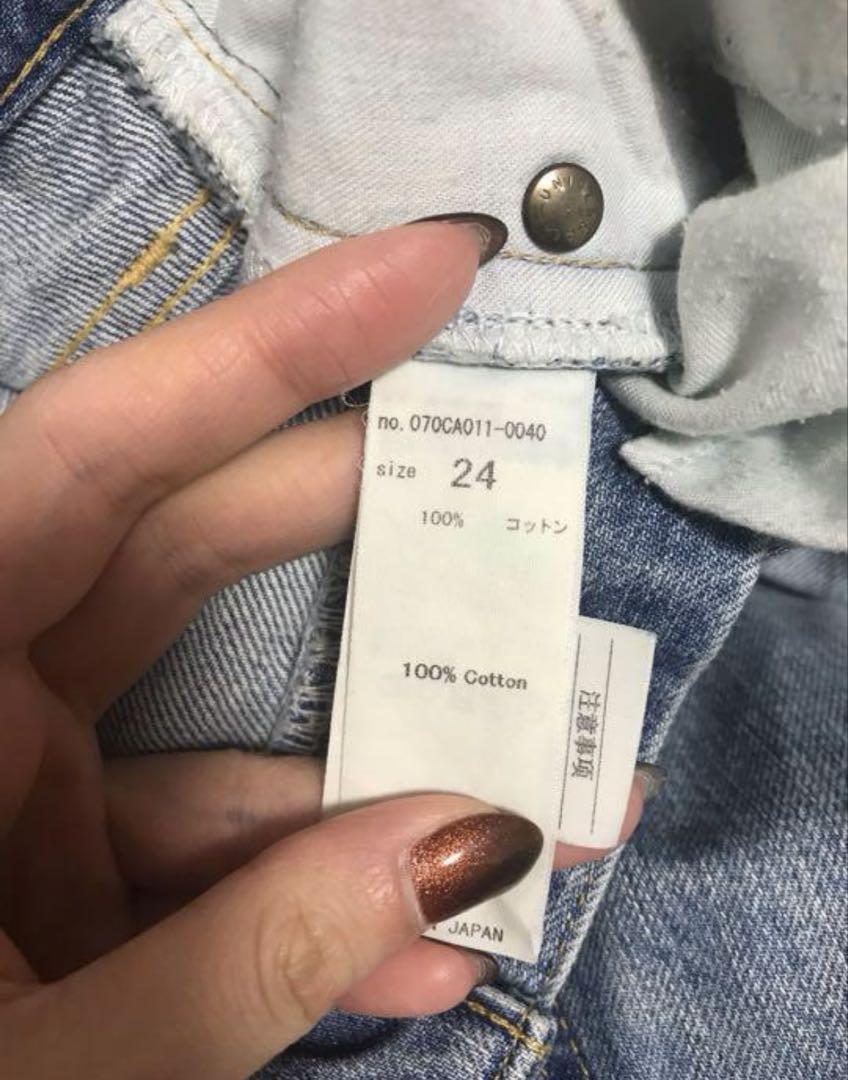 no. 070CA011-0040
size 24
100% コットン
100% Cotton
JAPAN
注意事項